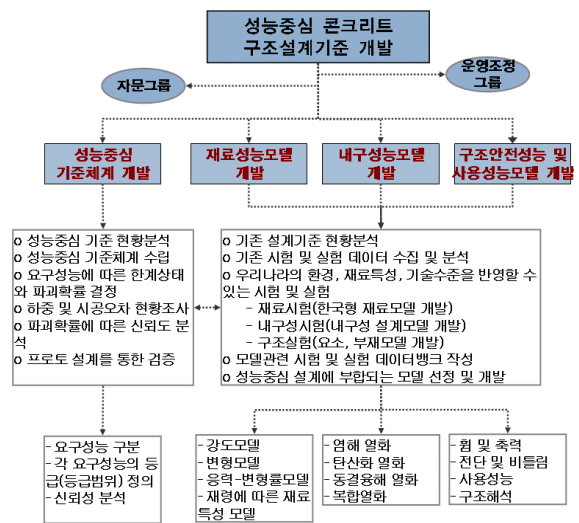 성능중심 콘크리트
구조설계기준 개발
자문그룹
운영조정
그룹
성능중심
기준체계 개발
재료성능모델
개발
내구성능모델
개발
구조안전성능 및
사용성능모델 개발
o 성능중심 기준 현황분석
o 성능중심 기준체계 수립
o 요구성능에 따른 한계상태
와 파괴확률 결정
o 하중 및 시공오차 현황조사
o 파괴확률에 따른 신뢰도 분
석
o 프로토 설계를 통한 검증
o 기존 설계기준 현황분석
o 기존 시험 및 실험 데이터 수집 및 분석
o 우리나라의 환경, 재료특성, 기술수준을 반영할 수
있는 시험 및 실험
- 재료시험(한국형 재료모델 개발)
- 내구성시험(내구성 설계모델 개발)
- 구조실험(요소, 부재모델 개발)
o 모델관련 시험 및 실험 데이터뱅크 작성
o 성능중심 설계에 부합되는 모델 선정 및 개발
- 요구성능 구분
- 각 요구성능의 등
급(등급범위) 정의
- 신뢰성 분석
- 강도모델
- 변형모델
- 응력-변형률모델
- 재령에 따른 재료
특성 모델
- 염해 열화
- 탄산화 열화
- 동결융해 열화
- 복합열화
- 휨 및 축력
- 전단 및 비틀림
- 사용성능
- 구조해석